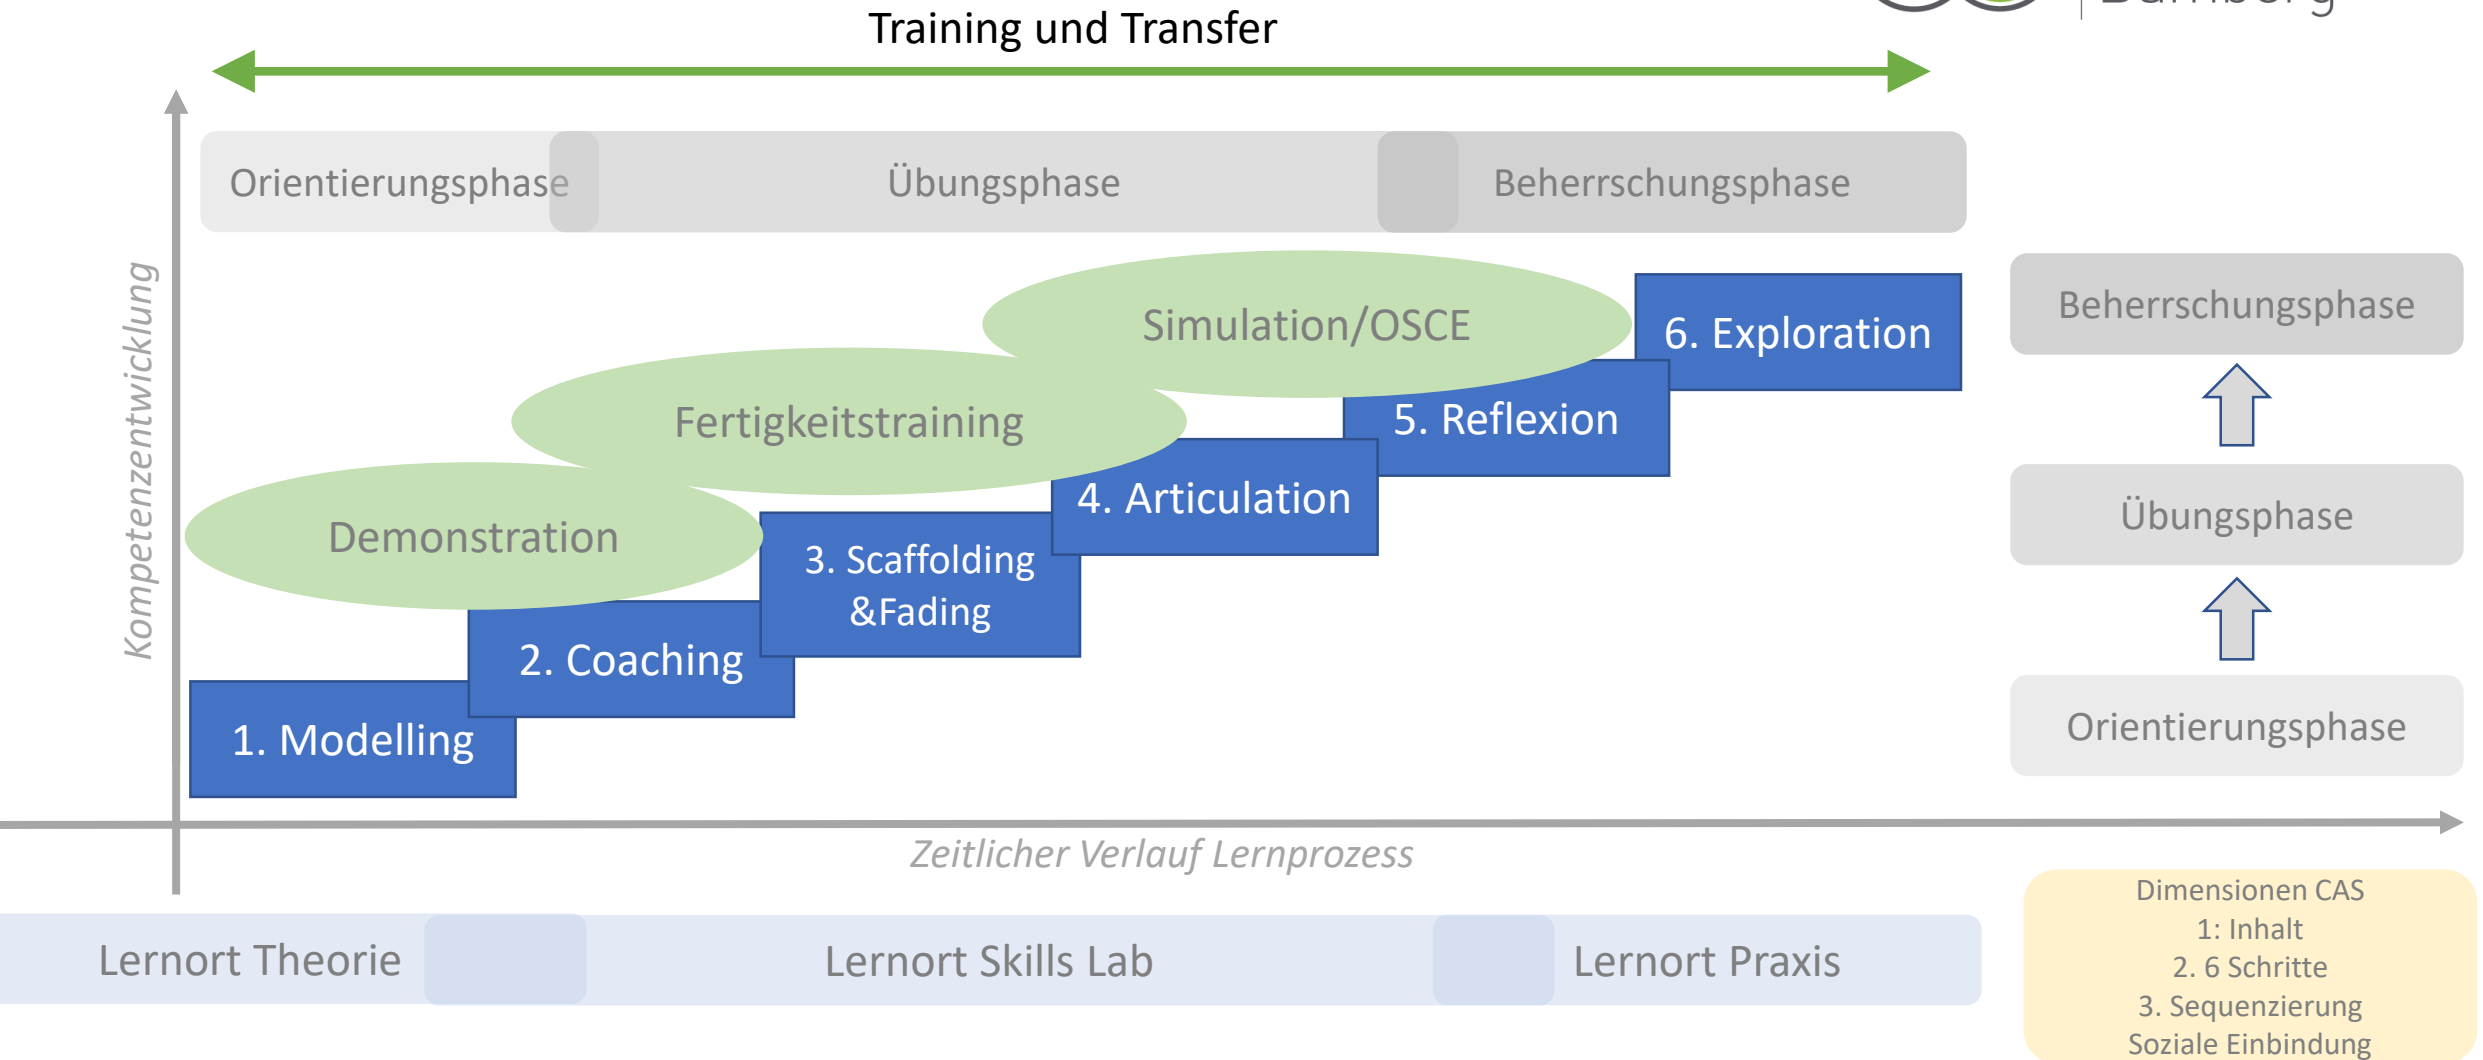 Training und Transfer
Orientierungsphase
Übungsphase
Beherrschungsphase
Kompetenzentwicklung
Simulation/OSCE
6. Exploration
Fertigkeitstraining
5. Reflexion
Demonstration
4. Articulation
3. Scaffolding
&Fading
2. Coaching
1. Modelling
Beherrschungsphase
Übungsphase
Orientierungsphase
Zeitlicher Verlauf Lernprozess
Lernort Theorie
Lernort Skills Lab
Lernort Praxis
Dimensionen CAS
1: Inhalt
2. 6 Schritte
3. Sequenzierung
Soziale Einbindung